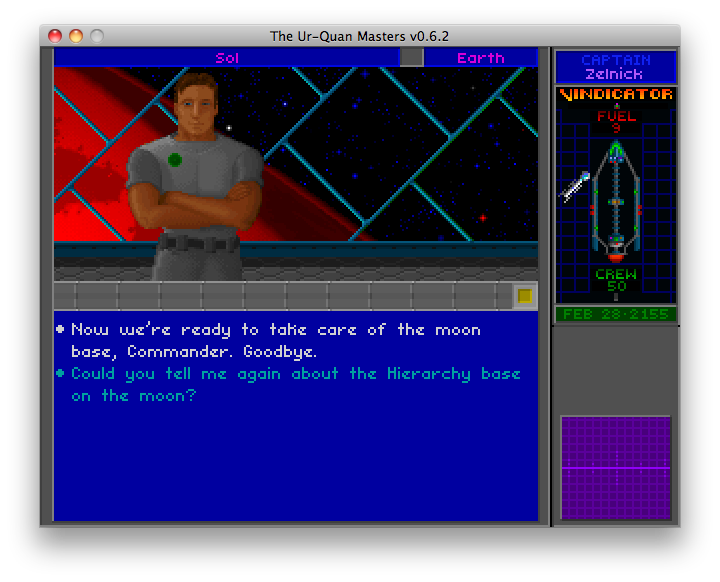 The Ur-Quan Masters v0.6.2
Sol
Earth
CAPTAIN
Zelnick
VINDICATOR
FUEL
9
CREW
50
FEB 28·2155
• Now we're ready to take care of the moon
base, Commander. Goodbye.
• Could you tell me again about the Hierarchy base
on the moon?